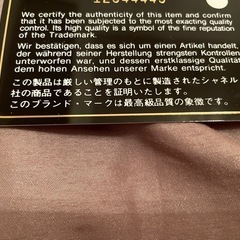 We certify the authenticity of this item and confirm
that it has been subjected to the most exacting quality
control. Its high quality is a symbol of the fine reputation
of the Trademark.
Wir bestätigen, dass es sich um einen Artikel handelt,
der während seiner Herstellung strengsten Kontrollen
unterworfen war, und dessen erstklassige Qualität
dem hohen Ansehen unserer Marke entspricht.
この製品は厳しい管理のもとに製造されたシャネル
社の商品であることを証明いたします。
このブランド・マークは最高級品質の象徴です。